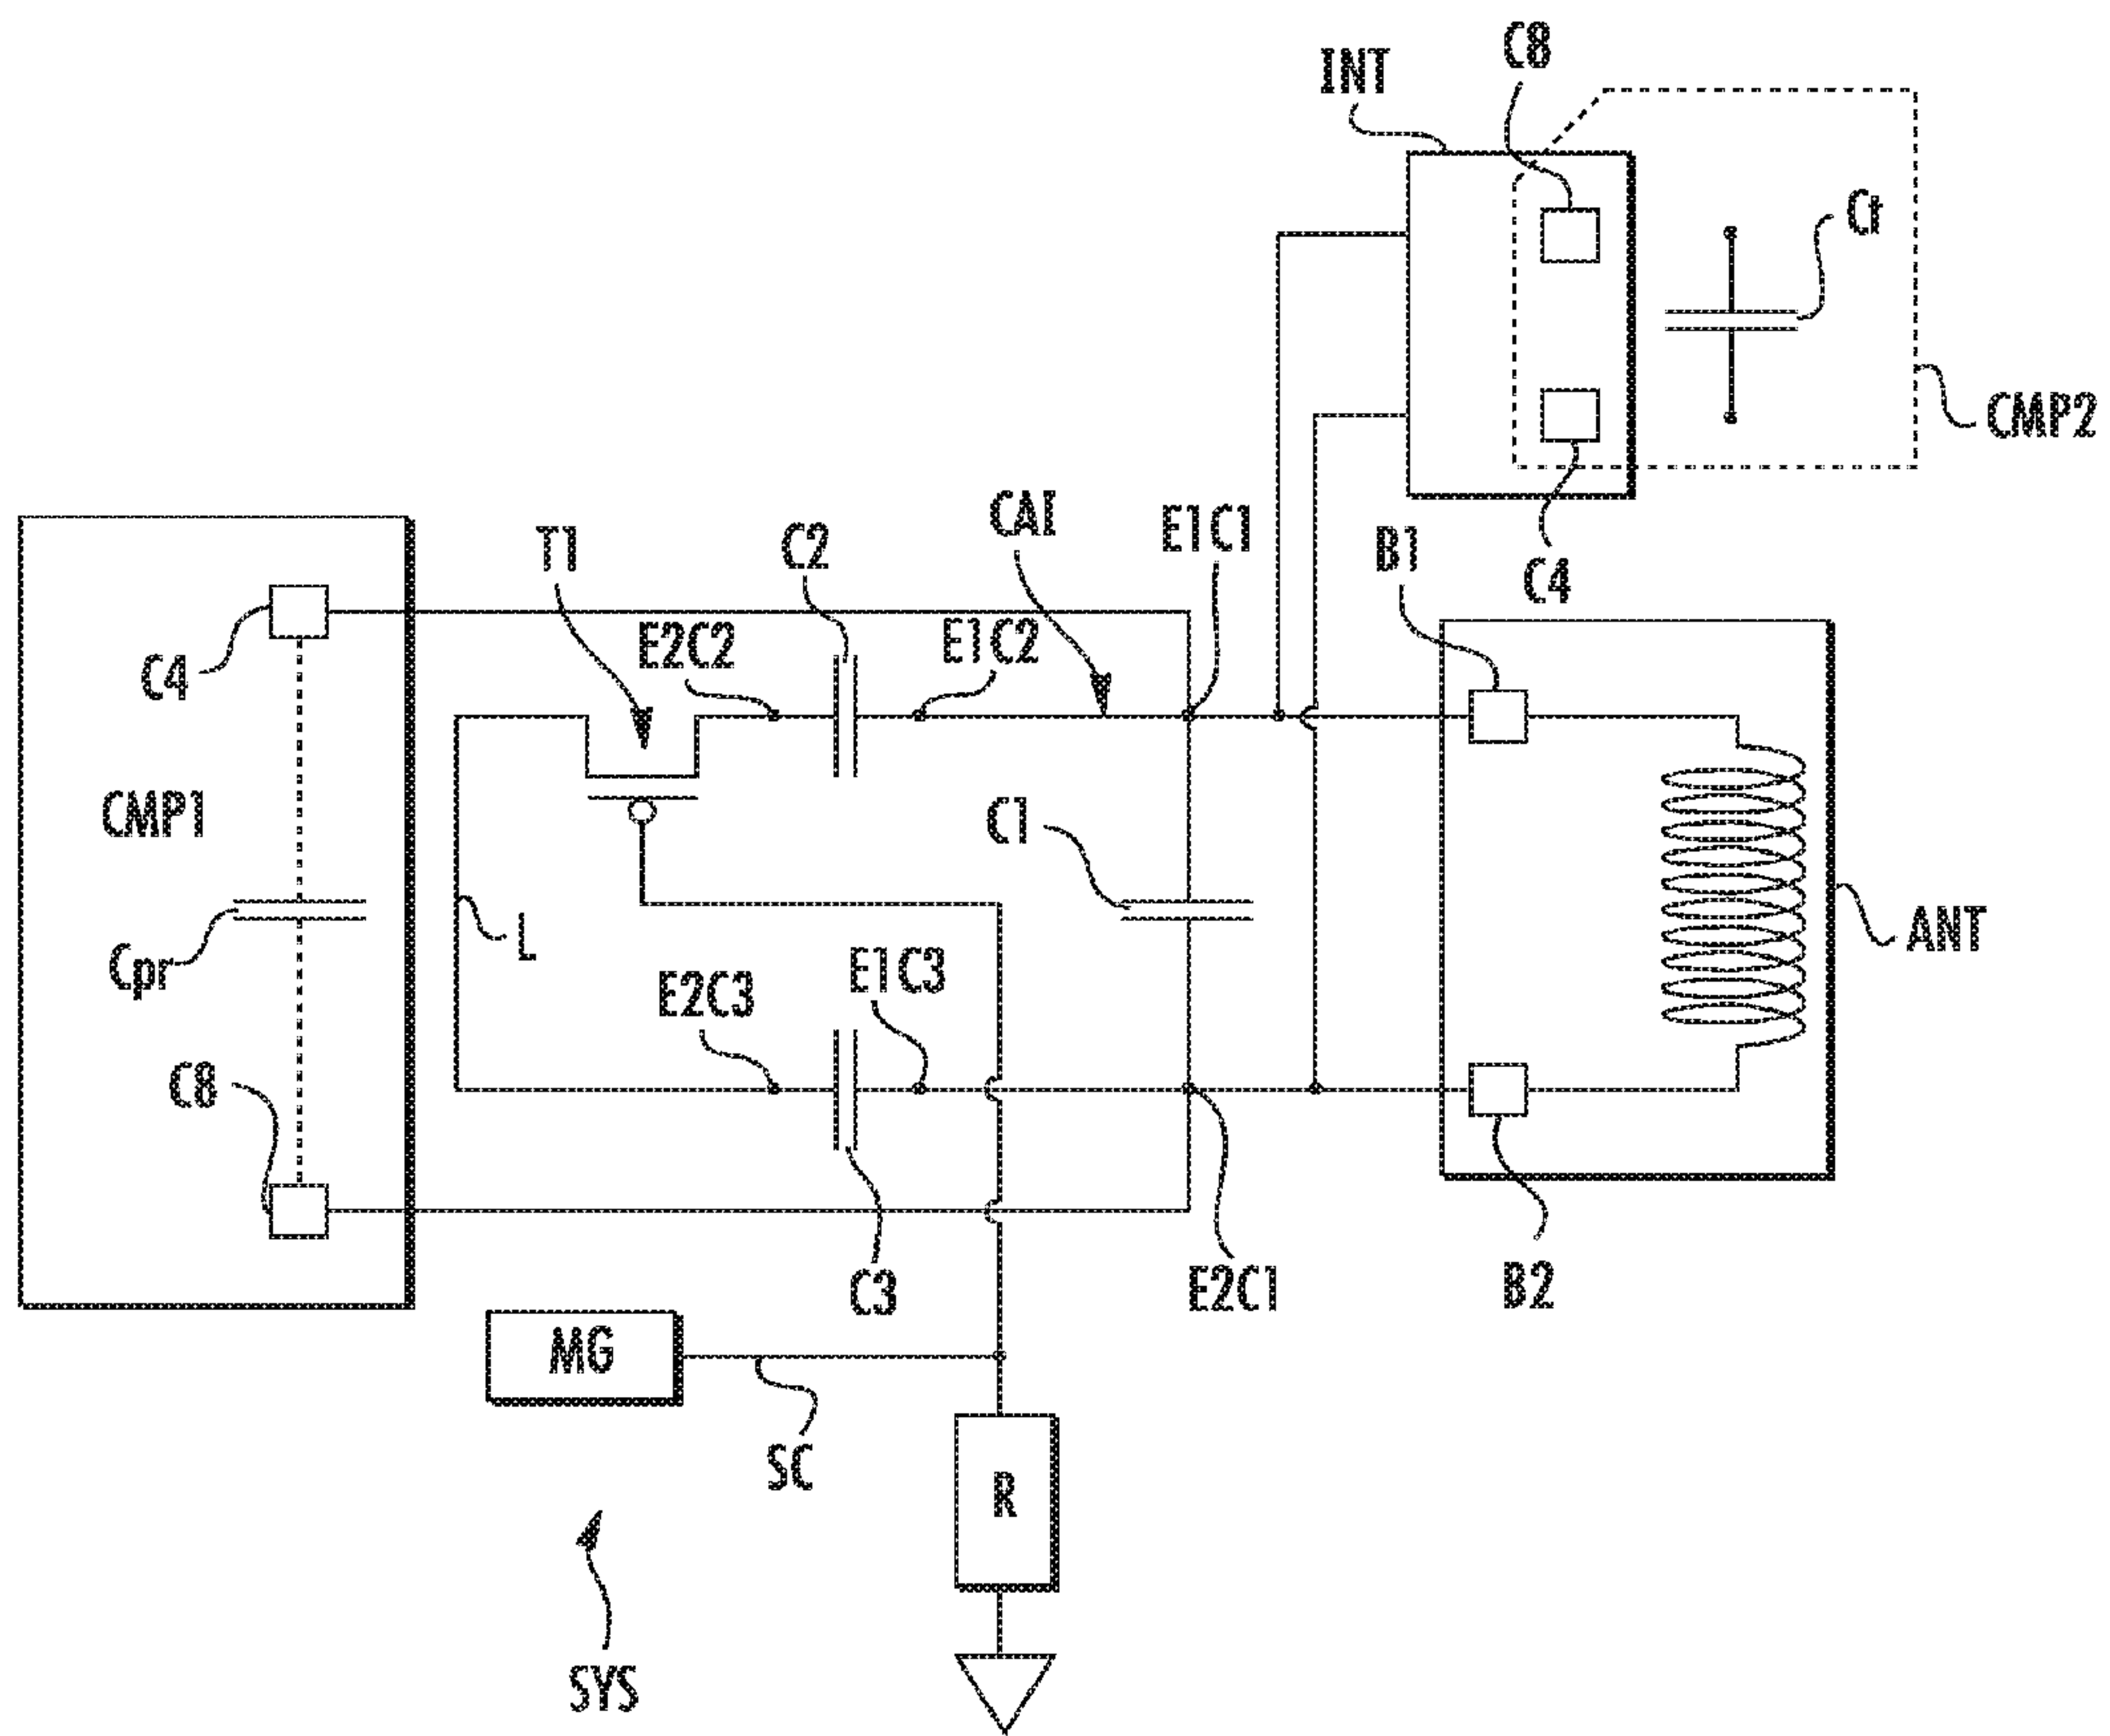 C8
INT
Ct
CMP2
CAI
E1C1
T1
C2
B1
C4
E2C2
E1C2
C4
CMP1
C1
L
ANT
Cpr
E2C3
E1C3
C8
C3
E2C1
B2
MG
SC
R
SYS